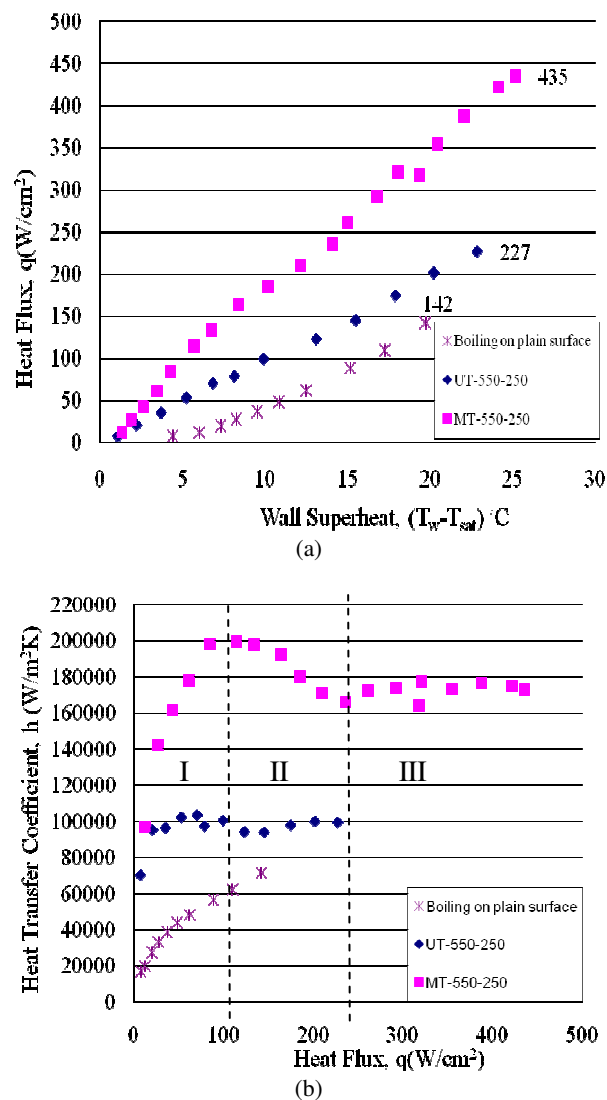 500
450
400
350
300
250
200
150
100
50
0
Heat Flux, q(W/cm²)
435
227
142
Boiling on plain surface
UT-550-250
MT-550-250
0 5 10 15 20 25 30
Wall Superheat, (T_w-T_sat) °C
(a)
220000
200000
180000
160000
140000
120000
100000
80000
60000
40000
20000
0
Heat Transfer Coefficient, h (W/m²K)
I II III
Boiling on plain surface
UT-550-250
MT-550-250
0 100 200 300 400 500
Heat Flux, q(W/cm²)
(b)